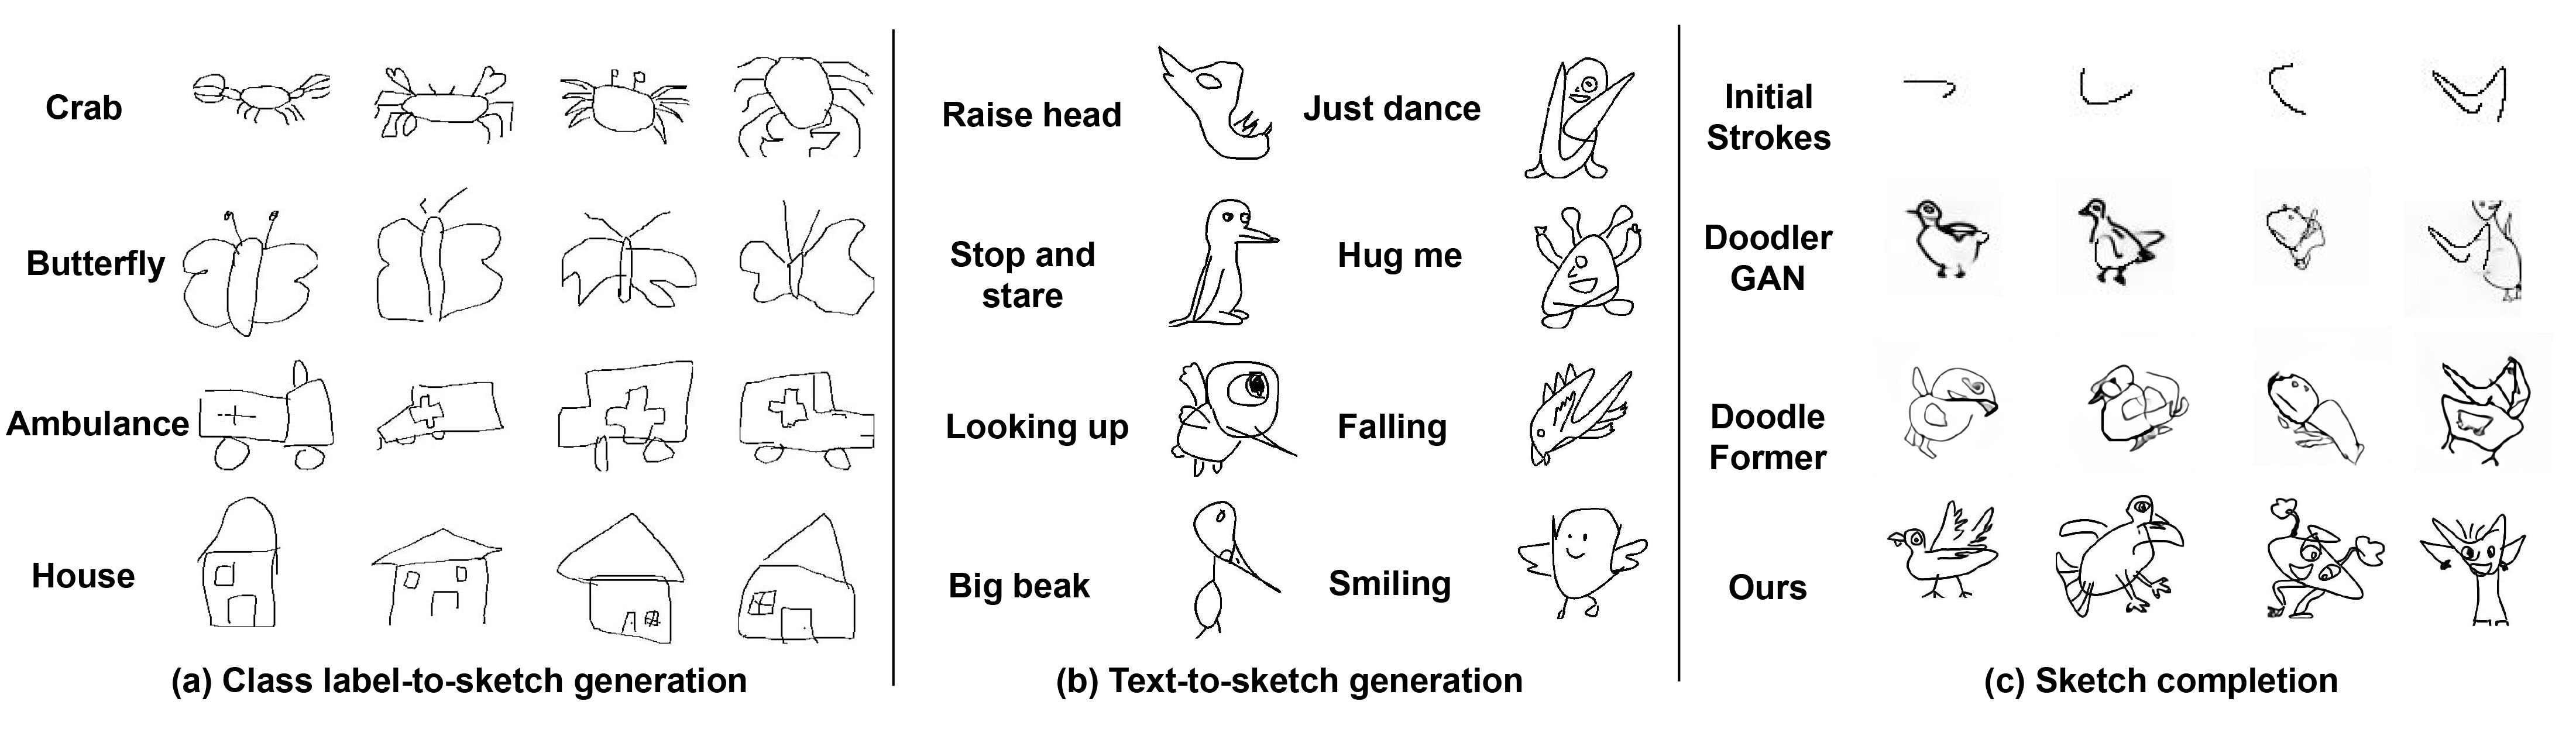 Crab
Butterfly
Ambulance
House
(a) Class label-to-sketch generation
Raise head
Just dance
Stop and
stare
Hug me
Looking up
Falling
Big beak
Smiling
(b) Text-to-sketch generation
Initial
Strokes
Doodler
GAN
Doodle
Former
Ours
(c) Sketch completion